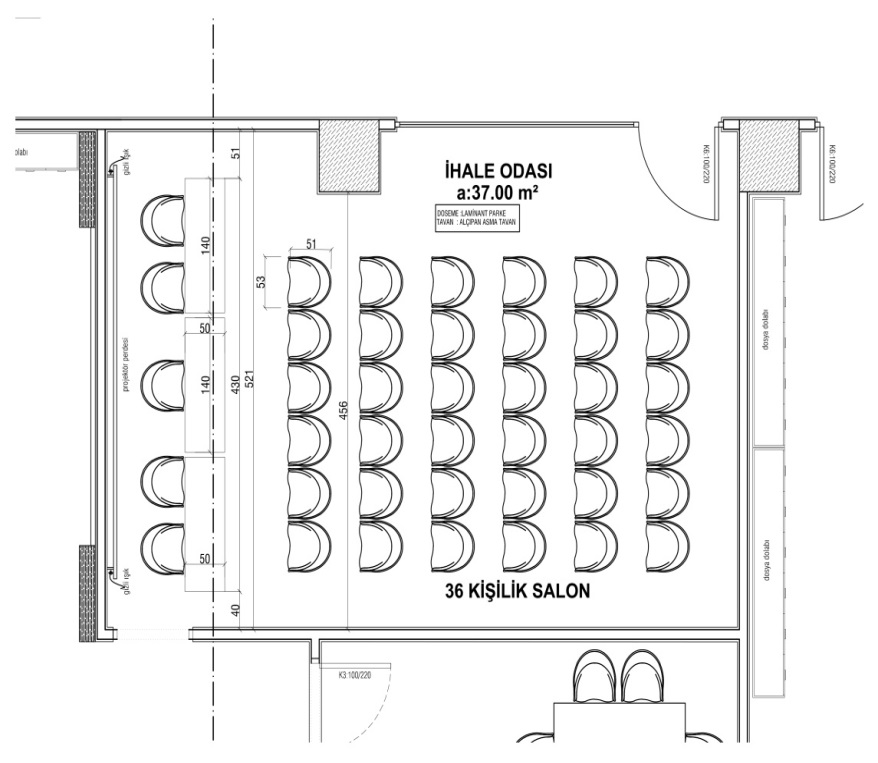 olabı
gizli ışık
51
İHALE ODASI
a:37.00 m²
DOSEME :LAMİNANT PARKE
TAVAN : ALÇIPAN ASMA TAVAN
K6:100/220
K6:100/220
140
51
53
50
projektör perdesi
140
430
521
456
dosya dolabı
50
gizli ışık
40
36 KİŞİLİK SALON
dosya dolabı
K3:100/220